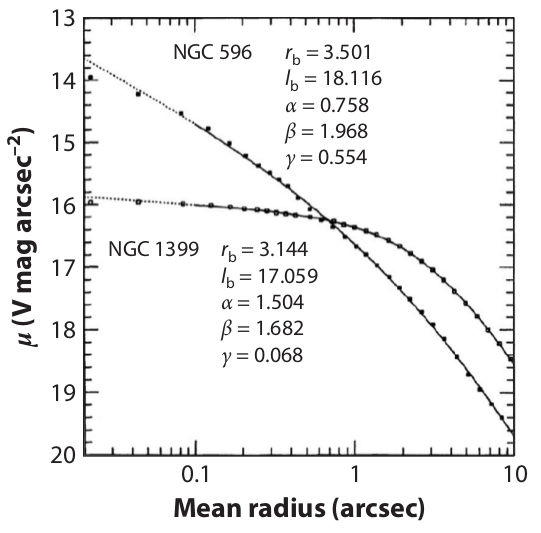 13
14
15
16
17
18
19
20
μ (V mag arcsec⁻²)
NGC 596
r_b = 3.501
I_b = 18.116
α = 0.758
β = 1.968
γ = 0.554
NGC 1399
r_b = 3.144
I_b = 17.059
α = 1.504
β = 1.682
γ = 0.068
0.1
1
10
Mean radius (arcsec)